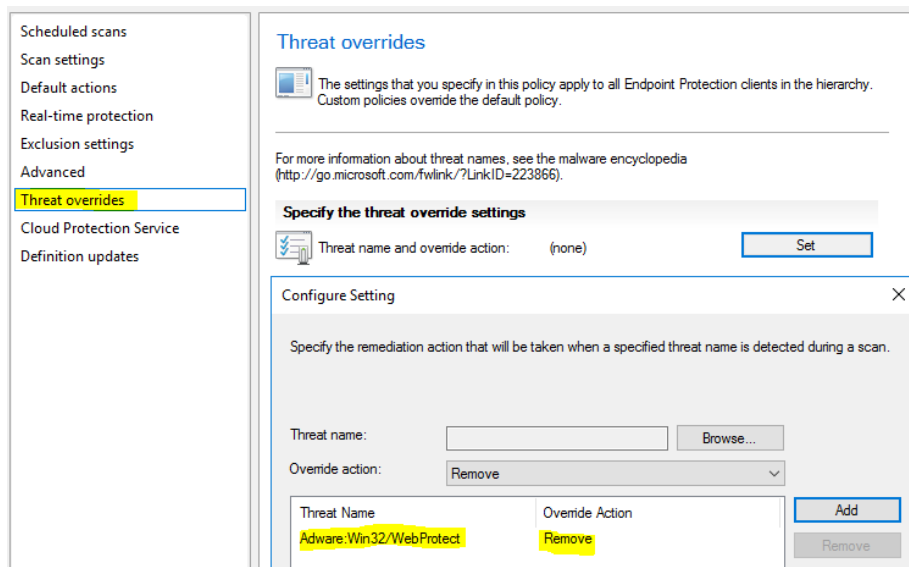 Scheduled scans
Scan settings
Default actions
Real-time protection
Exclusion settings
Advanced
Threat overrides
Cloud Protection Service
Definition updates
Threat overrides
The settings that you specify in this policy apply to all Endpoint Protection clients in the hierarchy.
Custom policies override the default policy.
For more information about threat names, see the malware encyclopedia
(http://go.microsoft.com/fwlink/?LinkID=223866).
Specify the threat override settings
Threat name and override action: (none) Set
Configure Setting
Specify the remediation action that will be taken when a specified threat name is detected during a scan.
Threat name: Browse...
Override action: Remove
Threat Name Override Action Add
Adware:Win32/WebProtect Remove Remove